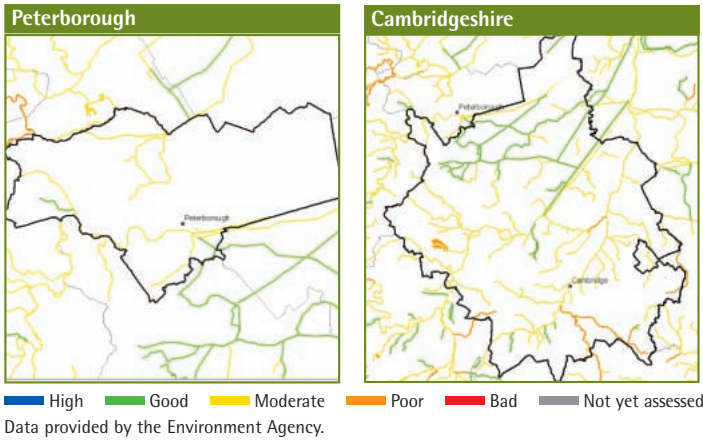 Peterborough
Cambridgeshire
Peterborough
Peterborough
Cambridge
High Good Moderate Poor Bad Not yet assessed
Data provided by the Environment Agency.